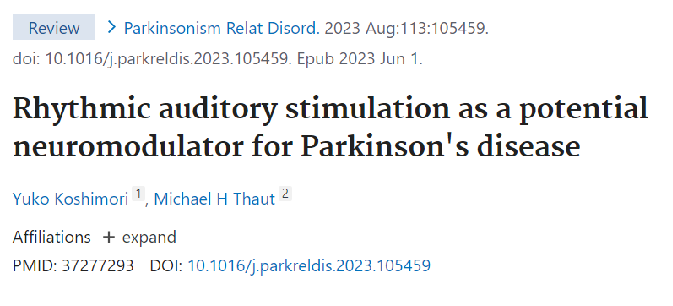 Review > Parkinsonism Relat Disord. 2023 Aug:113:105459.
doi: 10.1016/j.parkreldis.2023.105459. Epub 2023 Jun 1.
Rhythmic auditory stimulation as a potential
neuromodulator for Parkinson's disease
Yuko Koshimori 1, Michael H Thaut 2
Affiliations + expand
PMID: 37277293 DOI: 10.1016/j.parkreldis.2023.105459